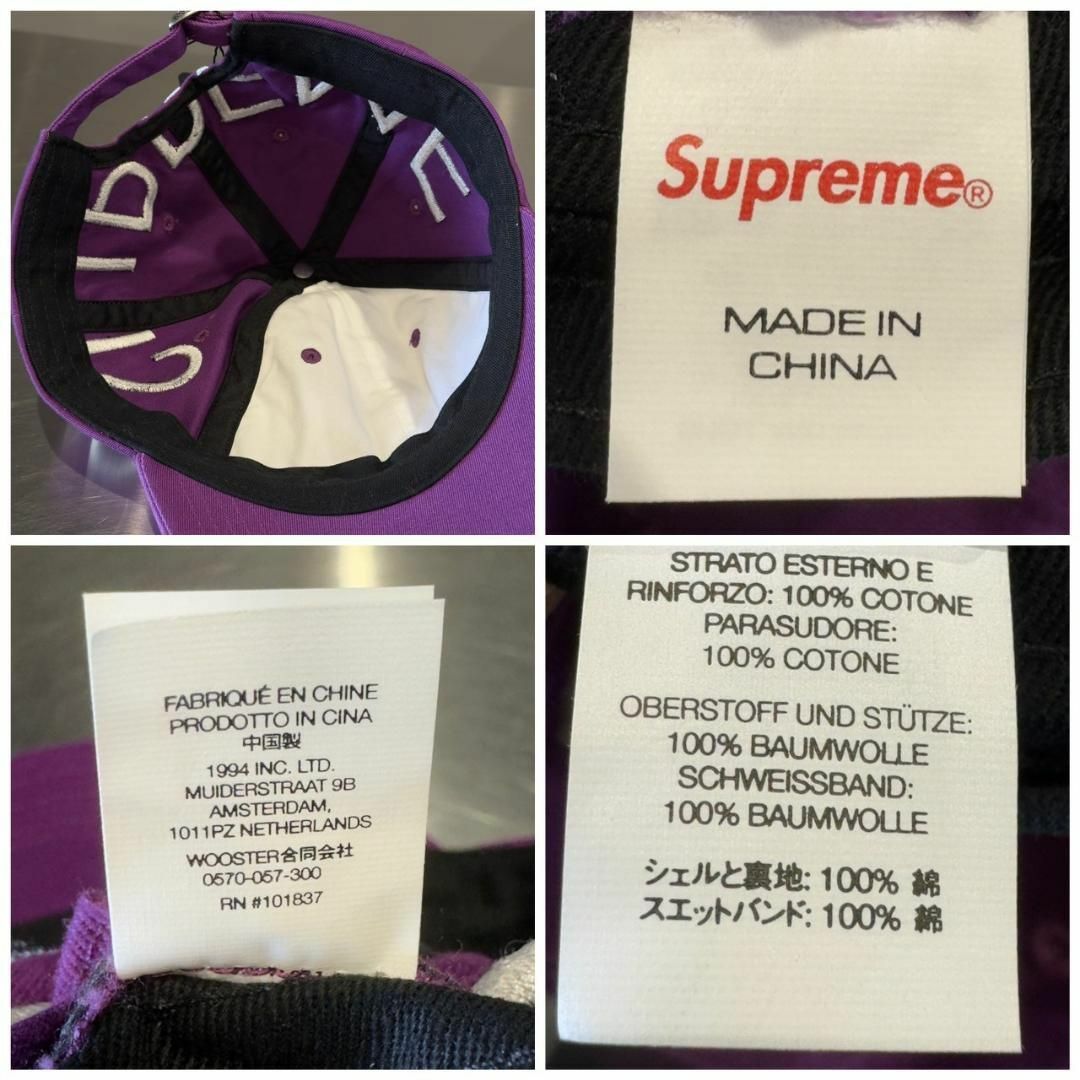 Supreme®
MADE IN
CHINA
FABRIQUÉ EN CHINE
PRODOTTO IN CINA
中国製
1994 INC. LTD.
MUIDERSTRAAT 9B
AMSTERDAM,
1011PZ NETHERLANDS
WOOSTER合同会社
0570-057-300
RN #101837
STRATO ESTERNO E
RINFORZO: 100% COTONE
PARASUDORE:
100% COTONE
OBERSTOFF UND STÜTZE:
100% BAUMWOLLE
SCHWEISSBAND:
100% BAUMWOLLE
シェルと裏地: 100% 綿
スエットバンド: 100% 綿